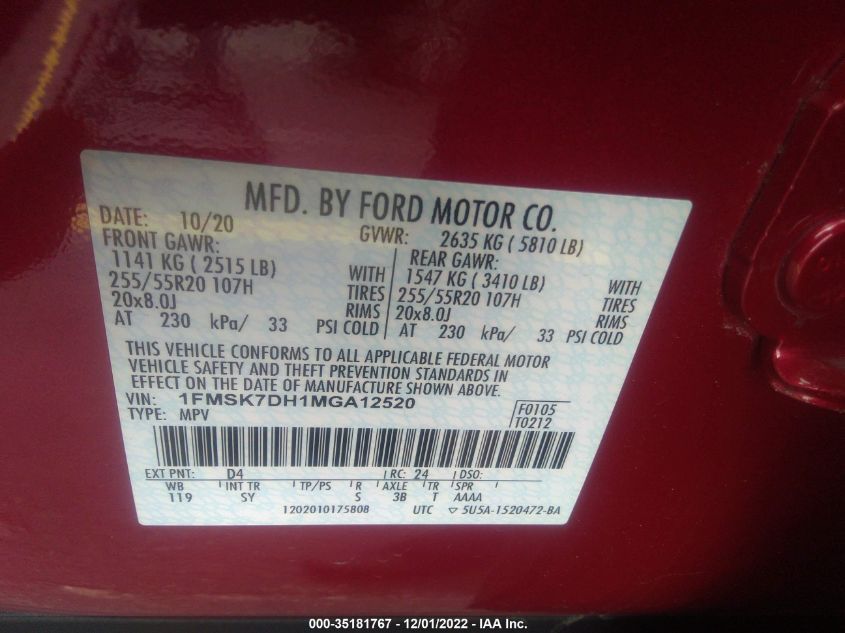 MFD. BY FORD MOTOR CO.
DATE: 10/20 GVWR: 2635 KG ( 5810 LB)
FRONT GAWR: REAR GAWR:
1141 KG ( 2515 LB) WITH 1547 KG ( 3410 LB) WITH
255/55R20 107H TIRES 255/55R20 107H TIRES
20x8.0J RIMS 20x8.0J RIMS
AT 230 kPa/ 33 PSI COLD AT 230 kPa/ 33 PSI COLD
THIS VEHICLE CONFORMS TO ALL APPLICABLE FEDERAL MOTOR
VEHICLE SAFETY AND THEFT PREVENTION STANDARDS IN
EFFECT ON THE DATE OF MANUFACTURE SHOWN ABOVE.
VIN: 1FMSK7DH1MGA12520 F0105
TYPE: MPV T0212
EXT PNT: D4 RC: 24 DSO:
WB INT TR TP/PS R AXLE TR SPR
119 SY S 3B T AAAA
1202010175808 UTC ▽ 5U5A-1520472-BA
000-35181767 - 12/01/2022 - IAA Inc.